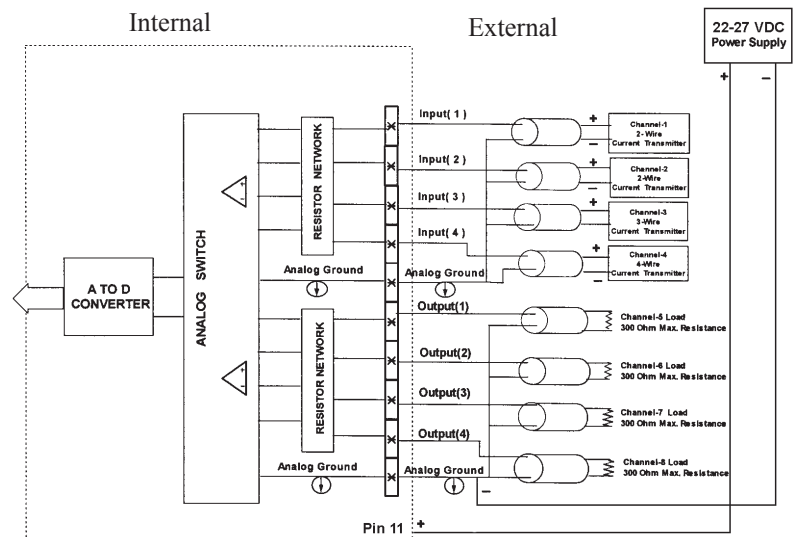 Internal
External
22-27 VDC
Power Supply
+ –
Input( 1 )
Input( 2 )
Input( 3 )
Input( 4 )
Analog Ground
Analog Ground
Output(1)
Output(2)
Output(3)
Output(4)
Analog Ground
Analog Ground
RESISTOR NETWORK
RESISTOR NETWORK
ANALOG SWITCH
A TO D
CONVERTER
+
–
+
–
+
–
Channel-1
2- Wire
Current Transmitter
+
–
Channel-2
2-Wire
Current Transmitter
+
Channel-3
3-Wire
Current Transmitter
+
–
Channel-4
4-Wire
Current Transmitter
Channel-5 Load
300 Ohm Max. Resistance
Channel-6 Load
300 Ohm Max. Resistance
Channel-7 Load
300 Ohm Max. Resistance
Channel-8 Load
300 Ohm Max. Resistance
–
Pin 11 +